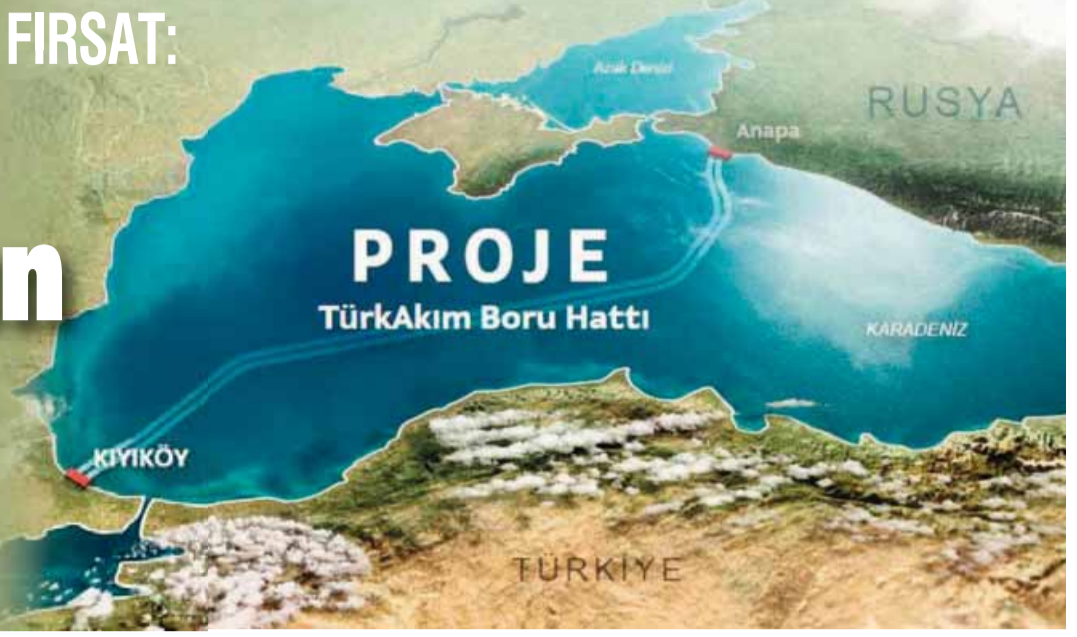 FIRSAT:
Azak Denizi
RUSYA
Anapa
n
PROJE
TürkAkım Boru Hattı
KARADENİZ
KIYIKÖY
TÜRKİYE